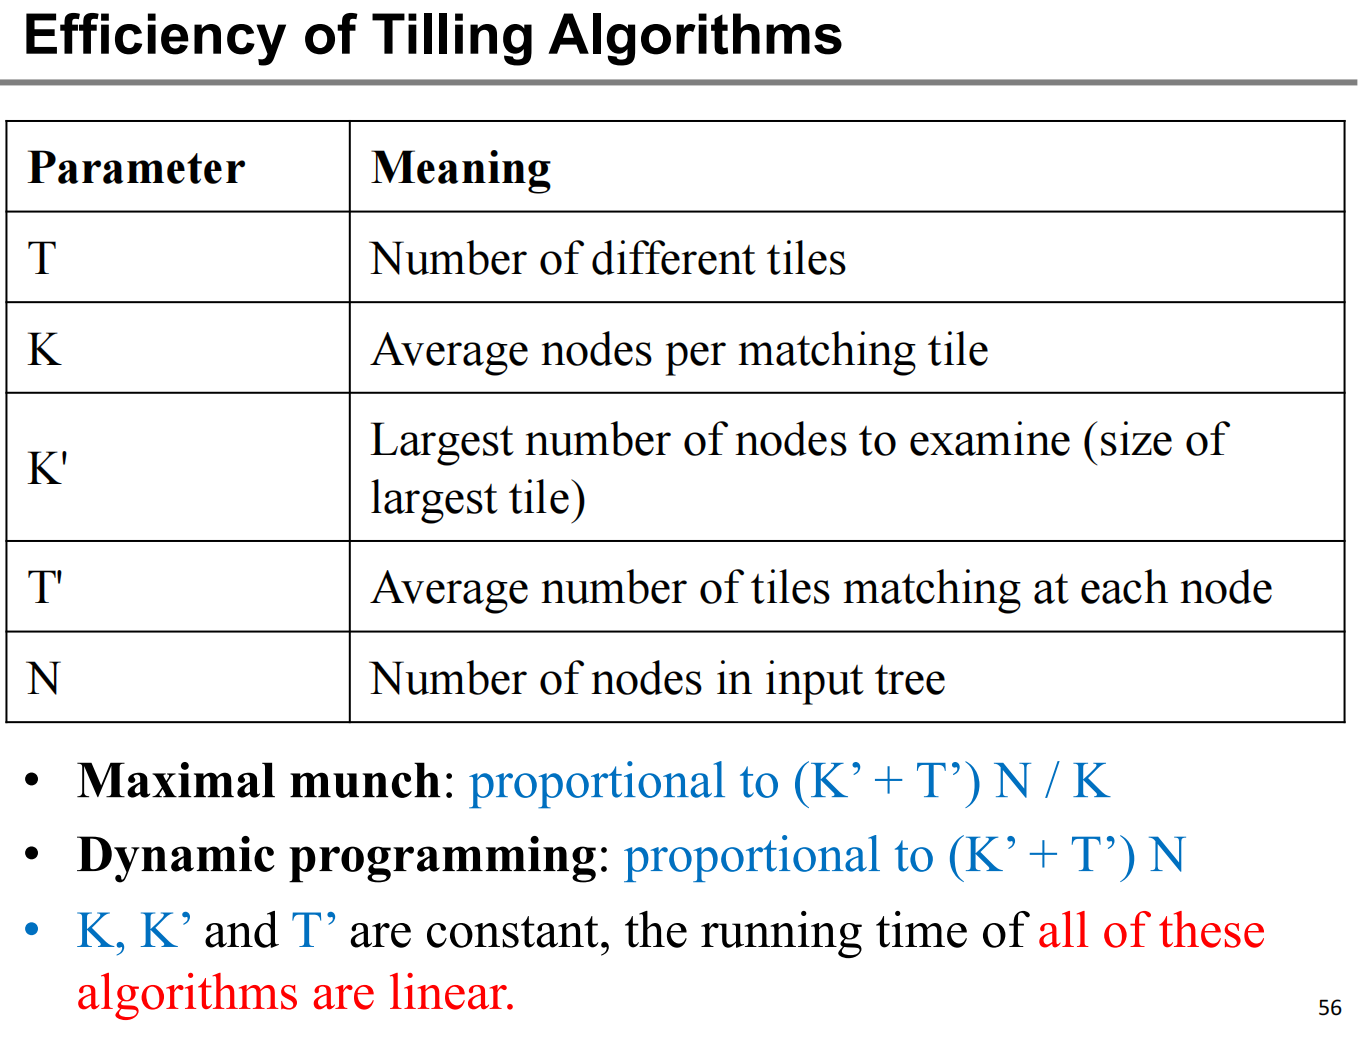 Efficiency of Tilling Algorithms
Parameter Meaning
T Number of different tiles
K Average nodes per matching tile
K' Largest number of nodes to examine (size of
largest tile)
T' Average number of tiles matching at each node
N Number of nodes in input tree
• Maximal munch: proportional to (K’ + T’) N / K
• Dynamic programming: proportional to (K’ + T’) N
• K, K’ and T’ are constant, the running time of all of these
algorithms are linear.
56